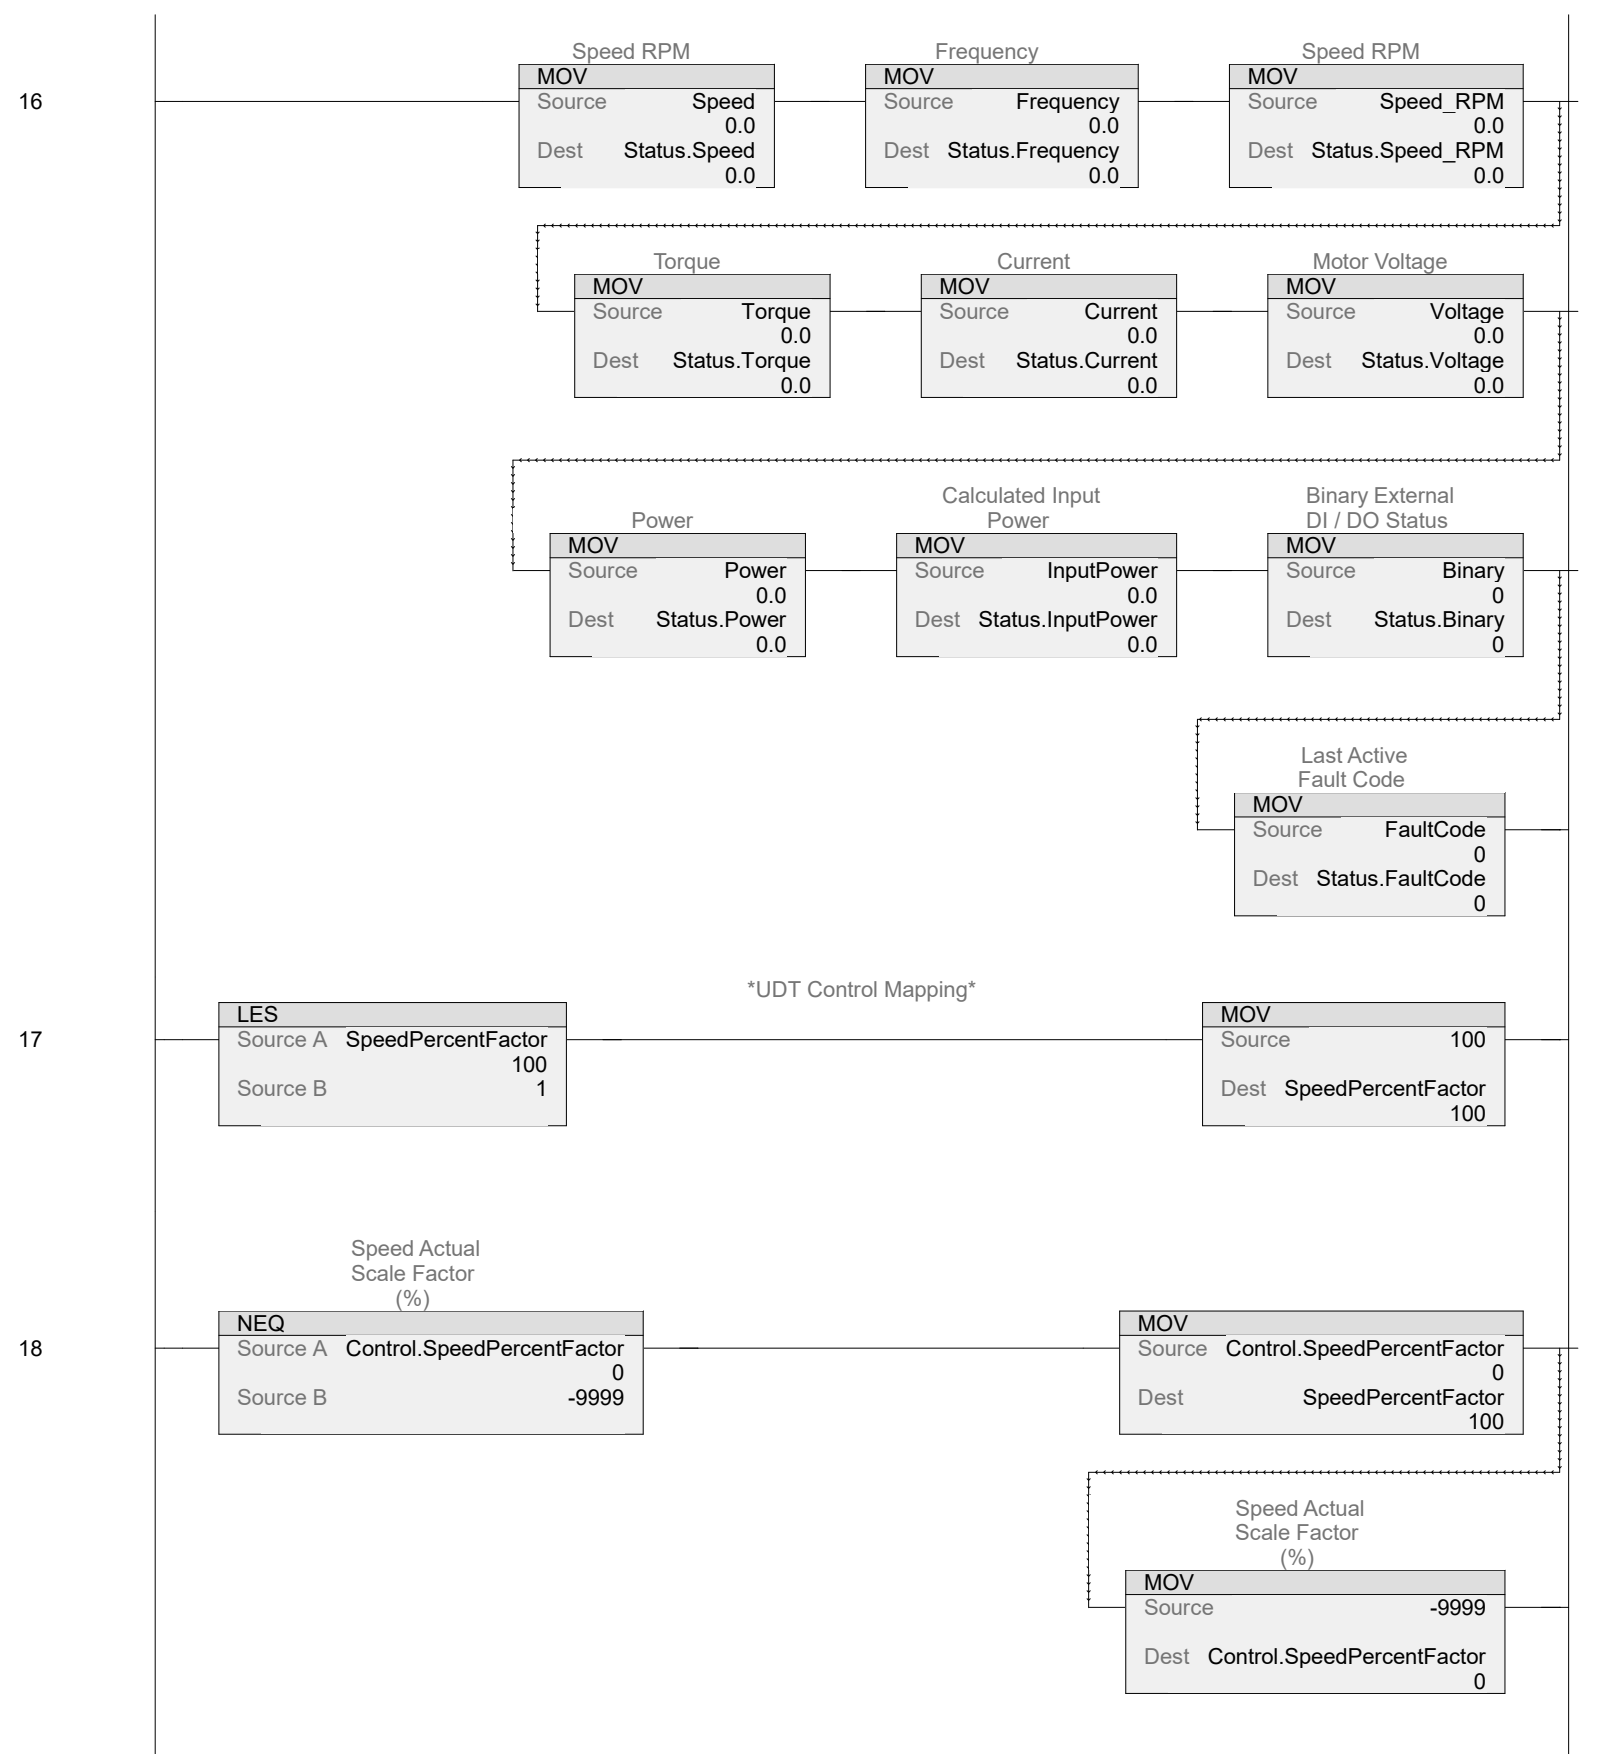 16
Speed RPM
MOV
Source Speed
0.0
Dest Status.Speed
0.0
Frequency
MOV
Source Frequency
0.0
Dest Status.Frequency
0.0
Speed RPM
MOV
Source Speed_RPM
0.0
Dest Status.Speed_RPM
0.0
Torque
MOV
Source Torque
0.0
Dest Status.Torque
0.0
Current
MOV
Source Current
0.0
Dest Status.Current
0.0
Motor Voltage
MOV
Source Voltage
0.0
Dest Status.Voltage
0.0
Power
MOV
Source Power
0.0
Dest Status.Power
0.0
Calculated Input
Power
MOV
Source InputPower
0.0
Dest Status.InputPower
0.0
Binary External
DI / DO Status
MOV
Source Binary
0
Dest Status.Binary
0
Last Active
Fault Code
MOV
Source FaultCode
0
Dest Status.FaultCode
0
17
*UDT Control Mapping*
LES
Source A SpeedPercentFactor
100
Source B 1
MOV
Source 100
Dest SpeedPercentFactor
100
18
Speed Actual
Scale Factor
(%)
NEQ
Source A Control.SpeedPercentFactor
0
Source B -9999
MOV
Source Control.SpeedPercentFactor
0
Dest SpeedPercentFactor
100
Speed Actual
Scale Factor
(%)
MOV
Source -9999
Dest Control.SpeedPercentFactor
0